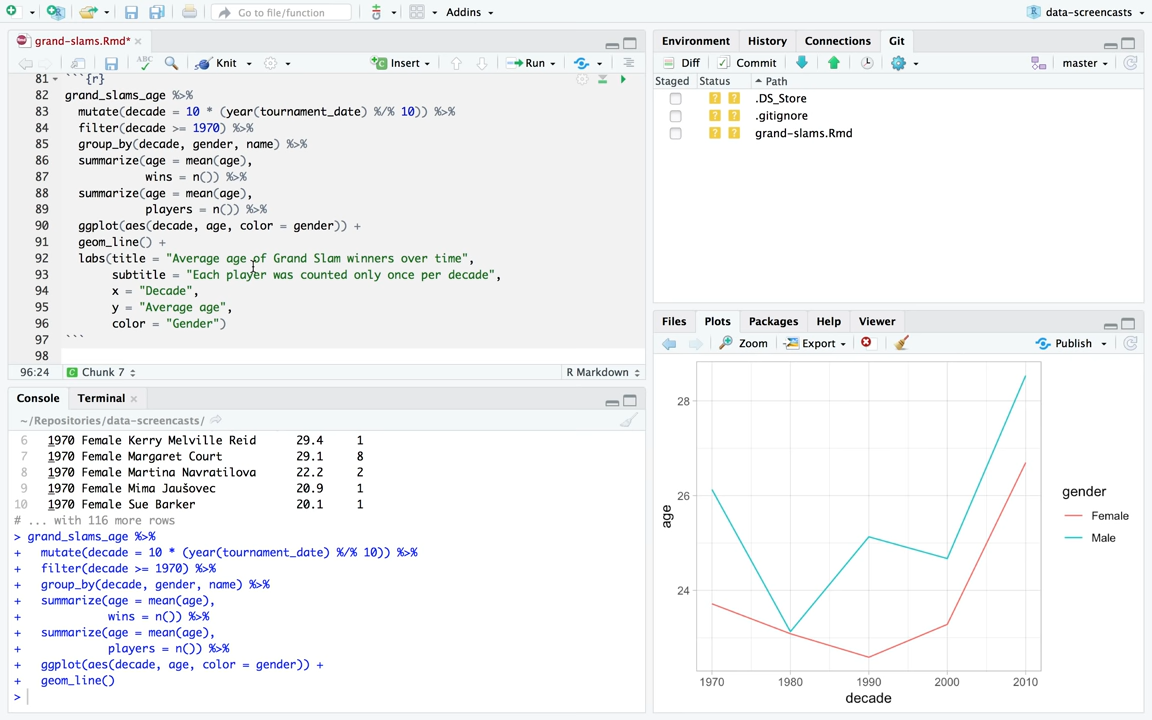 Go to file/function
Addins
data-screencasts
grand-slams.Rmd*
ABC
Knit
Insert
Run
81 ```{r}
82 grand_slams_age %>%
83   mutate(decade = 10 * (year(tournament_date) %/% 10)) %>%
84   filter(decade >= 1970) %>%
85   group_by(decade, gender, name) %>%
86   summarize(age = mean(age),
87             wins = n()) %>%
88   summarize(age = mean(age),
89             players = n()) %>%
90   ggplot(aes(decade, age, color = gender)) +
91   geom_line() +
92   labs(title = "Average age of Grand Slam winners over time",
93        subtitle = "Each player was counted only once per decade",
94        x = "Decade",
95        y = "Average age",
96        color = "Gender")
97 ```
98
96:24 Chunk 7 R Markdown
Console Terminal
~/Repositories/data-screencasts/
6 1970 Female Kerry Melville Reid 29.4 1
7 1970 Female Margaret Court 29.1 8
8 1970 Female Martina Navratilova 22.2 2
9 1970 Female Mima Jaušovec 20.9 1
10 1970 Female Sue Barker 20.1 1
# ... with 116 more rows
> grand_slams_age %>%
+   mutate(decade = 10 * (year(tournament_date) %/% 10)) %>%
+   filter(decade >= 1970) %>%
+   group_by(decade, gender, name) %>%
+   summarize(age = mean(age),
+             wins = n()) %>%
+   summarize(age = mean(age),
+             players = n()) %>%
+   ggplot(aes(decade, age, color = gender)) +
+   geom_line()
>
Environment History Connections Git
Diff Commit master
Staged Status Path
? ? .DS_Store
? ? .gitignore
? ? grand-slams.Rmd
Files Plots Packages Help Viewer
Zoom Export Publish
28
26
24
age
1970 1980 1990 2000 2010
decade
gender
Female
Male